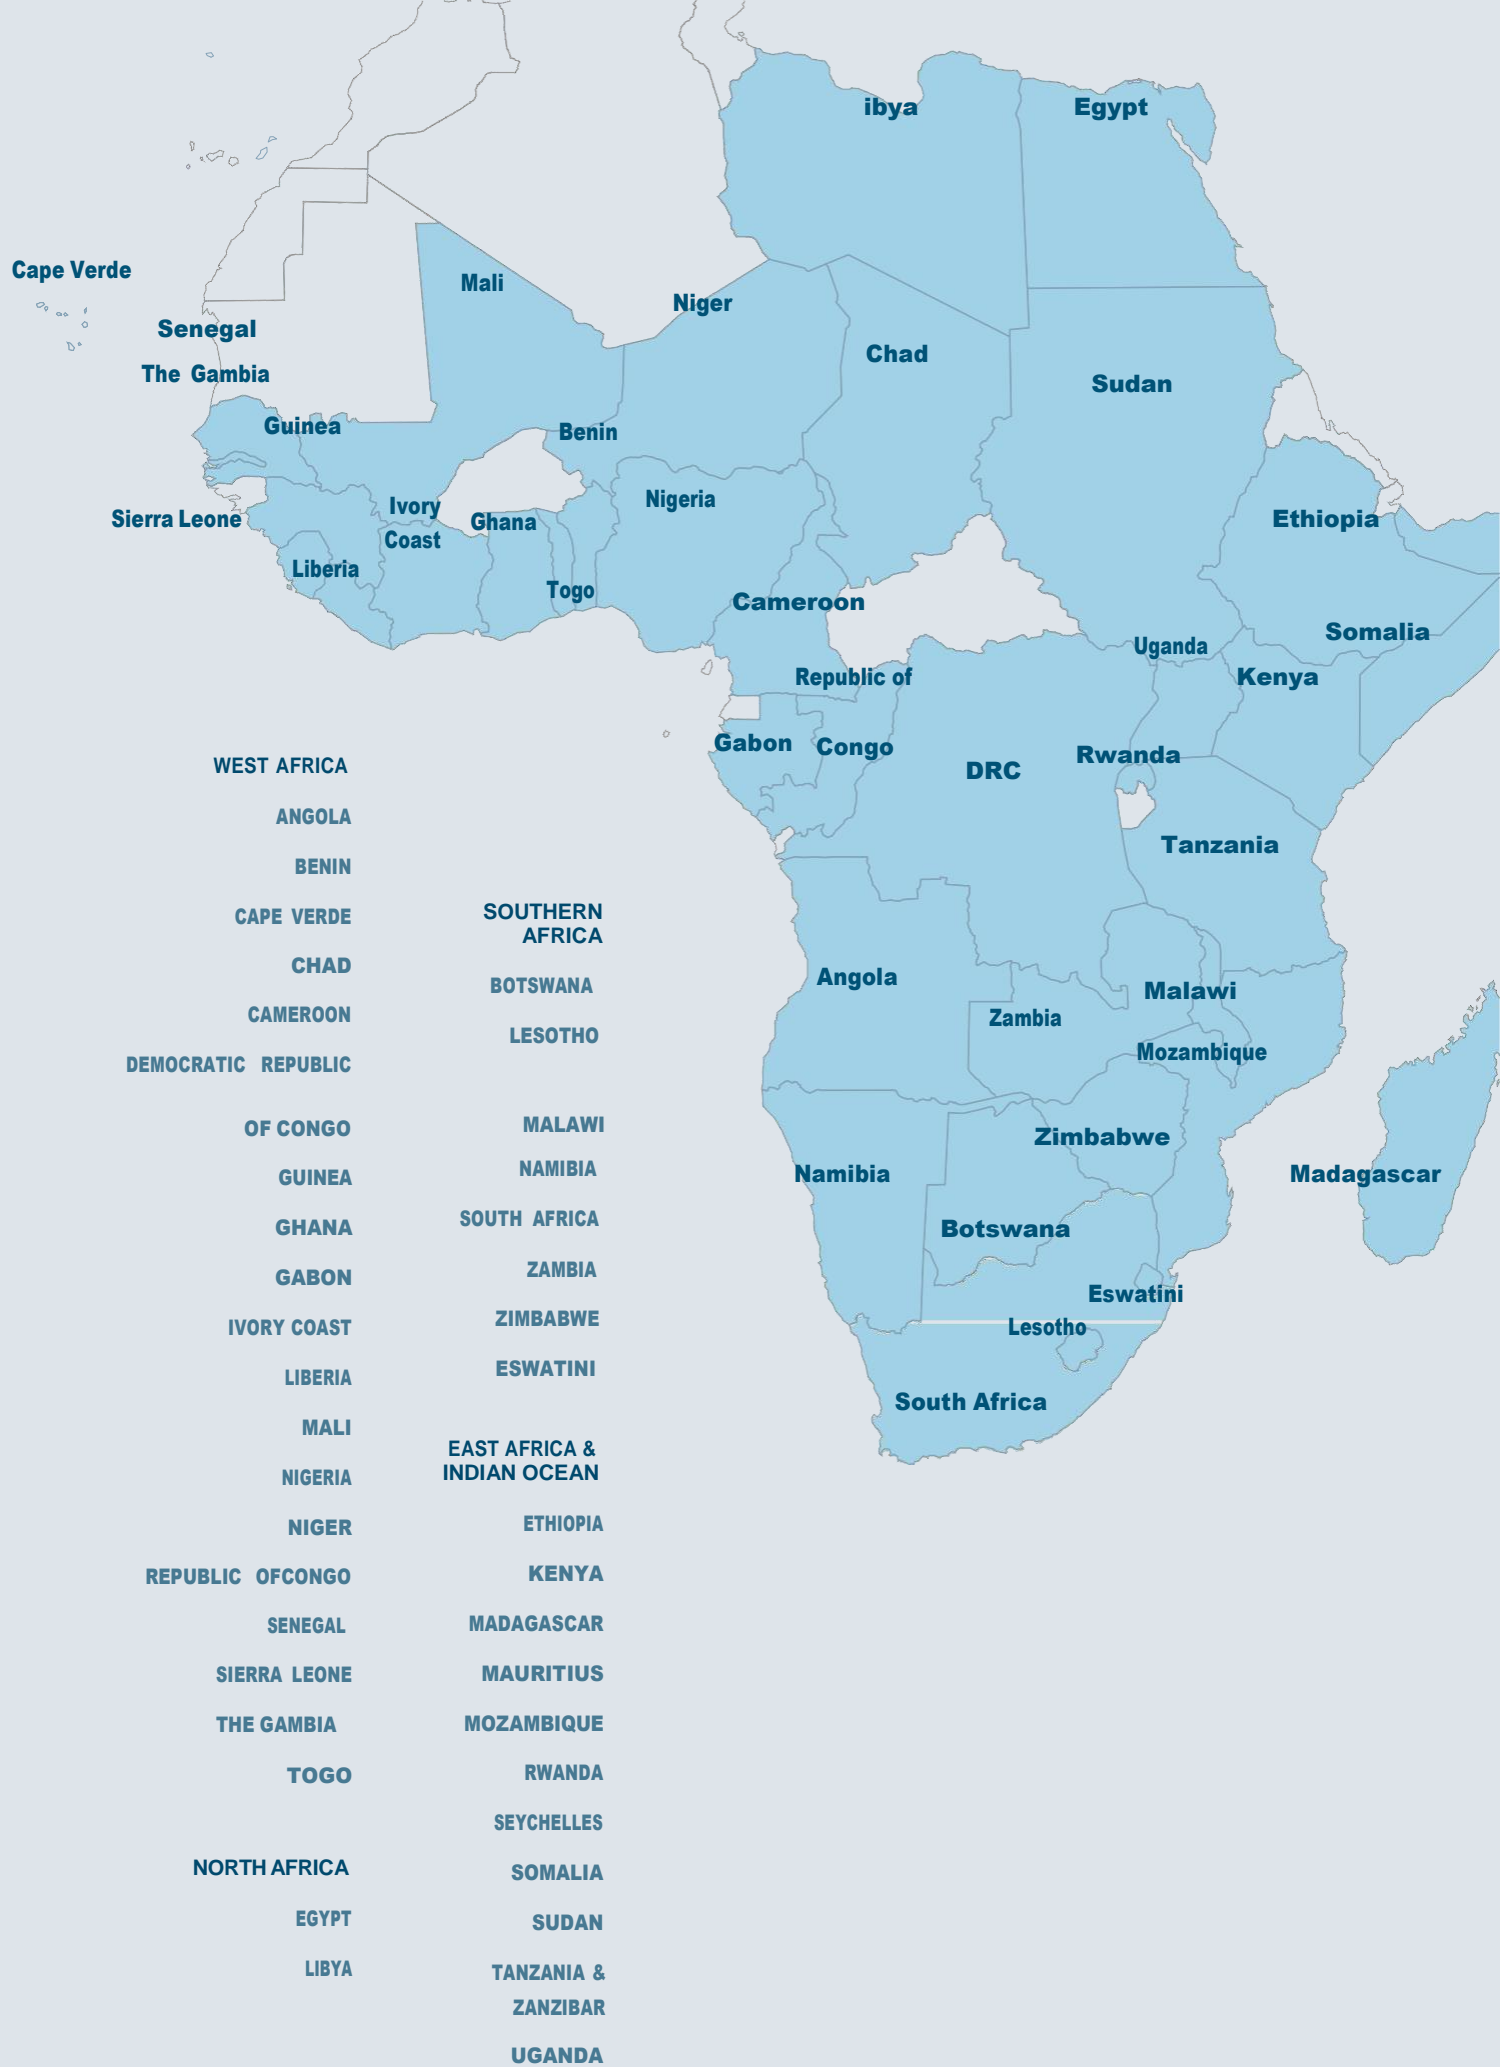 ibya
Egypt
Cape Verde
Mali
Niger
Senegal
Chad
The Gambia
Sudan
Guinea
Benin
Nigeria
Ivory
Coast
Sierra Leone
Ghana
Ethiopia
Liberia
Togo
Cameroon
Somalia
Uganda
Republic of
Congo
Kenya
Gabon
Rwanda
DRC
Tanzania
Angola
Malawi
Zambia
Mozambique
Zimbabwe
Namibia
Madagascar
Botswana
Eswatini
Lesotho
South Africa
WEST AFRICA
ANGOLA
BENIN
CAPE VERDE
CHAD
CAMEROON
DEMOCRATIC REPUBLIC
OF CONGO
GUINEA
GHANA
GABON
IVORY COAST
LIBERIA
MALI
NIGERIA
NIGER
REPUBLIC OFCONGO
SENEGAL
SIERRA LEONE
THE GAMBIA
TOGO
NORTH AFRICA
EGYPT
LIBYA
SOUTHERN
AFRICA
BOTSWANA
LESOTHO
MALAWI
NAMIBIA
SOUTH AFRICA
ZAMBIA
ZIMBABWE
ESWATINI
EAST AFRICA &
INDIAN OCEAN
ETHIOPIA
KENYA
MADAGASCAR
MAURITIUS
MOZAMBIQUE
RWANDA
SEYCHELLES
SOMALIA
SUDAN
TANZANIA &
ZANZIBAR
UGANDA